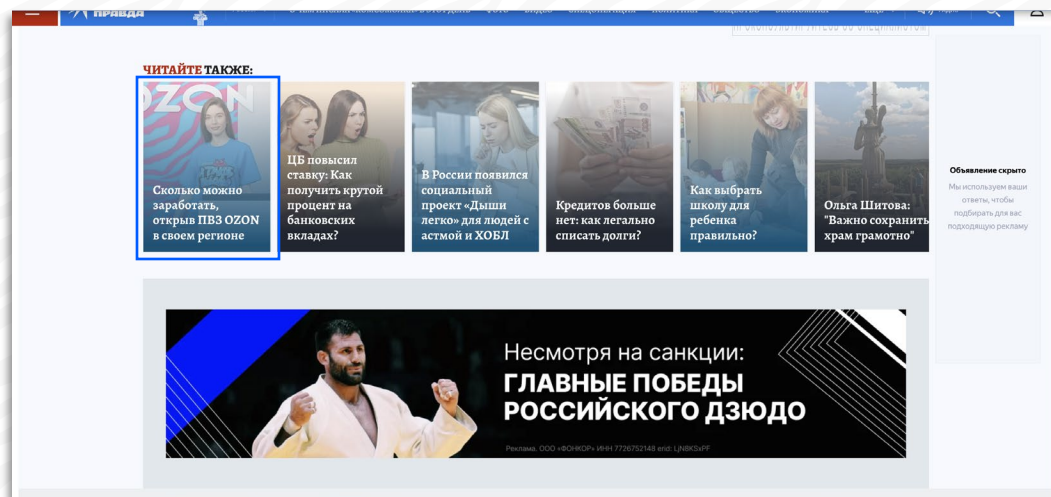 ПРАВДА
ЧИТАЙТЕ ТАКЖЕ:
OZON
Сколько можно
заработать,
открыв ПВЗ OZON
в своем регионе
ЦБ повысил
ставку: Как
получить крутой
процент на
банковских
вкладах?
В России появился
социальный
проект «Дыши
легко» для людей с
астмой и ХОБЛ
Кредитов больше
нет: как легально
списать долги?
Как выбрать
школу для
ребенка
правильно?
Ольга Шитова:
"Важно сохранить
храм грамотно"
Объявление скрыто
Мы используем ваши
ответы, чтобы
подбирать для вас
подходящую рекламу
Несмотря на санкции:
ГЛАВНЫЕ ПОБЕДЫ
РОССИЙСКОГО ДЗЮДО
Реклама. ООО «ФОНКОР» ИНН 7726752148 erid: LjN8KSxPF